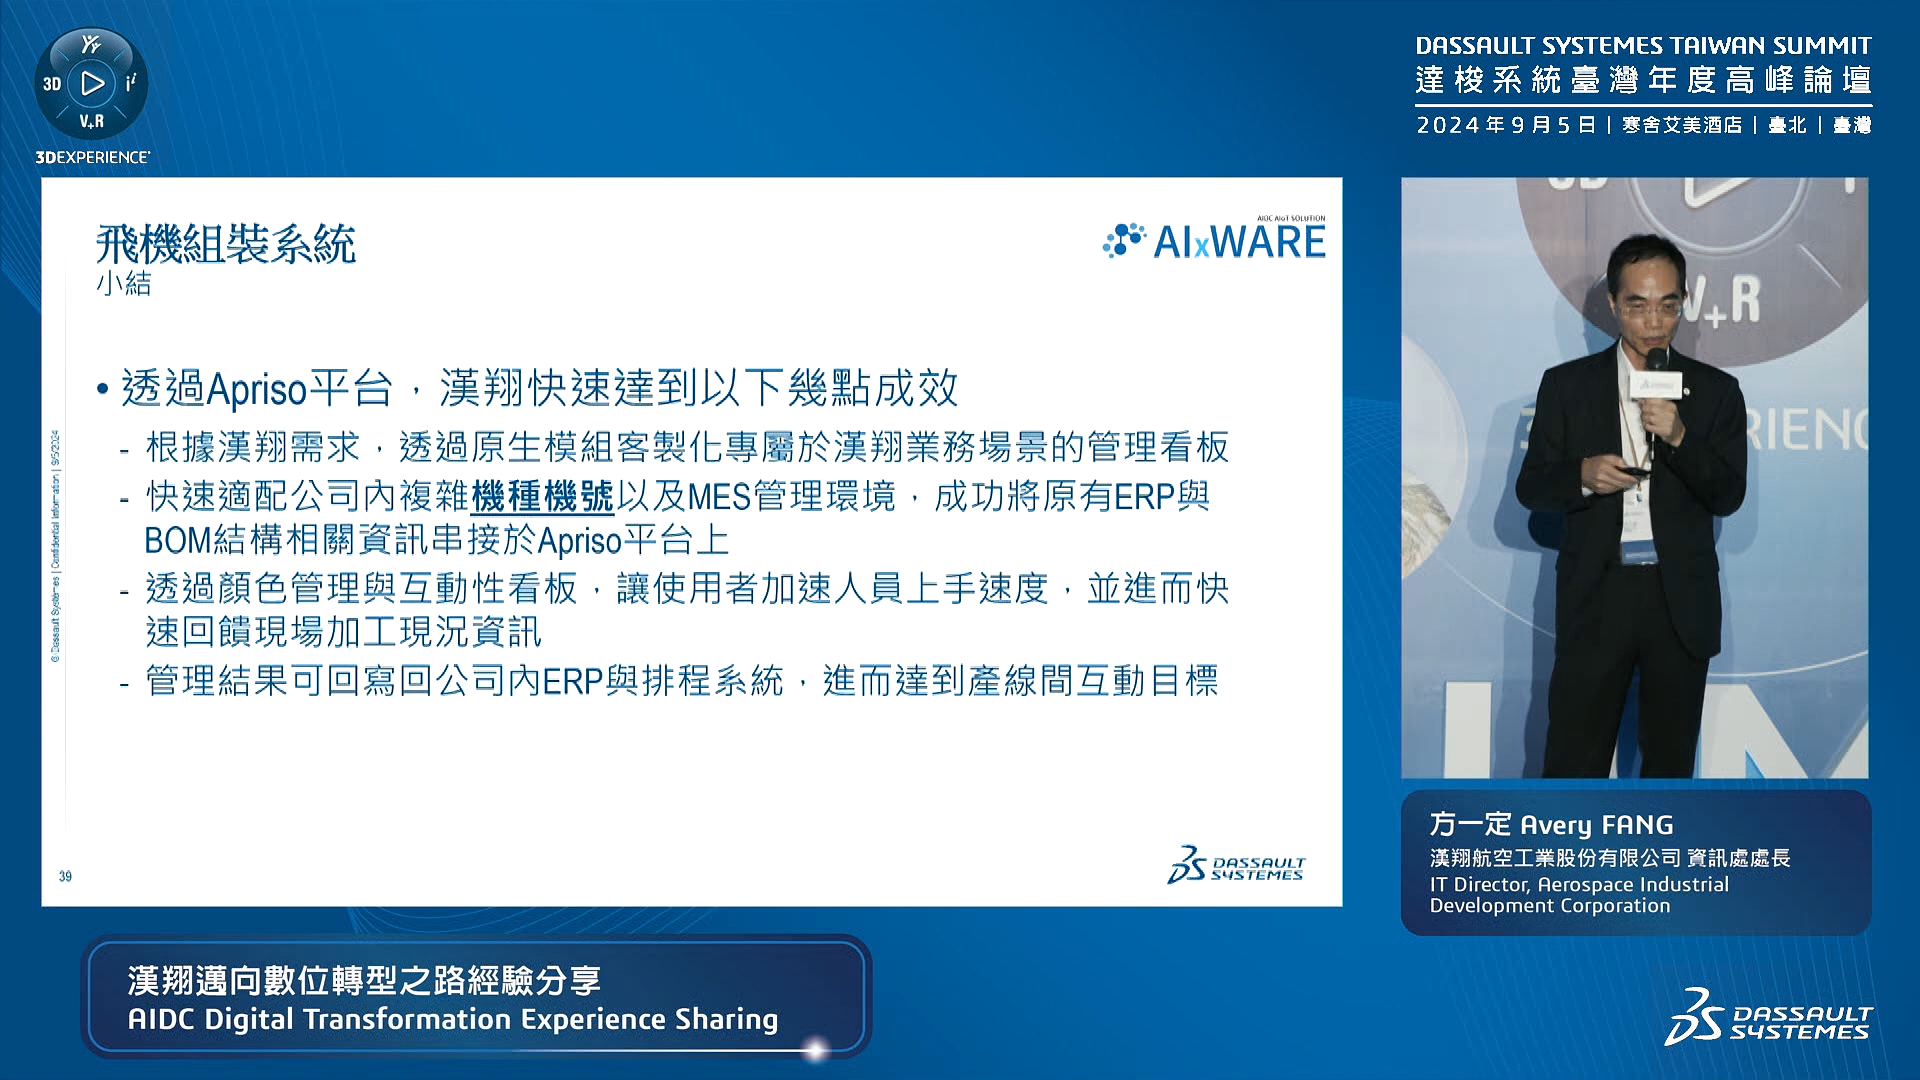 3D
V+R
3DEXPERIENCE
DASSAULT SYSTEMES TAIWAN SUMMIT
達梭系統臺灣年度高峰論壇
2024年9月5日 | 寒舍艾美酒店 | 臺北 | 臺灣
飛機組裝系統
小結
AIDC AIoT SOLUTION
AIxWARE
• 透過Apriso平台，漢翔快速達到以下幾點成效
- 根據漢翔需求，透過原生模組客製化專屬於漢翔業務場景的管理看板
- 快速適配公司內複雜機種機號以及MES管理環境，成功將原有ERP與
BOM結構相關資訊串接於Apriso平台上
- 透過顏色管理與互動性看板，讓使用者加速人員上手速度，並進而快
速回饋現場加工現況資訊
- 管理結果可回寫回公司內ERP與排程系統，進而達到產線間互動目標
© Dassault Systèmes | Confidential Information | 9/5/2024
39
DASSAULT
SYSTEMES
3D
V+R
RIENC
方一定 Avery FANG
漢翔航空工業股份有限公司 資訊處處長
IT Director, Aerospace Industrial
Development Corporation
漢翔邁向數位轉型之路經驗分享
AIDC Digital Transformation Experience Sharing
DASSAULT
SYSTEMES